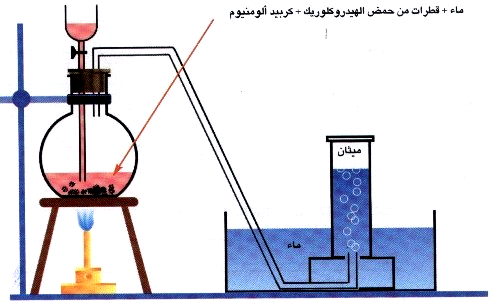 ماء + قطرات من حمض الهيدروكلوريك + كربيد ألومنيوم
ميثان
ماء